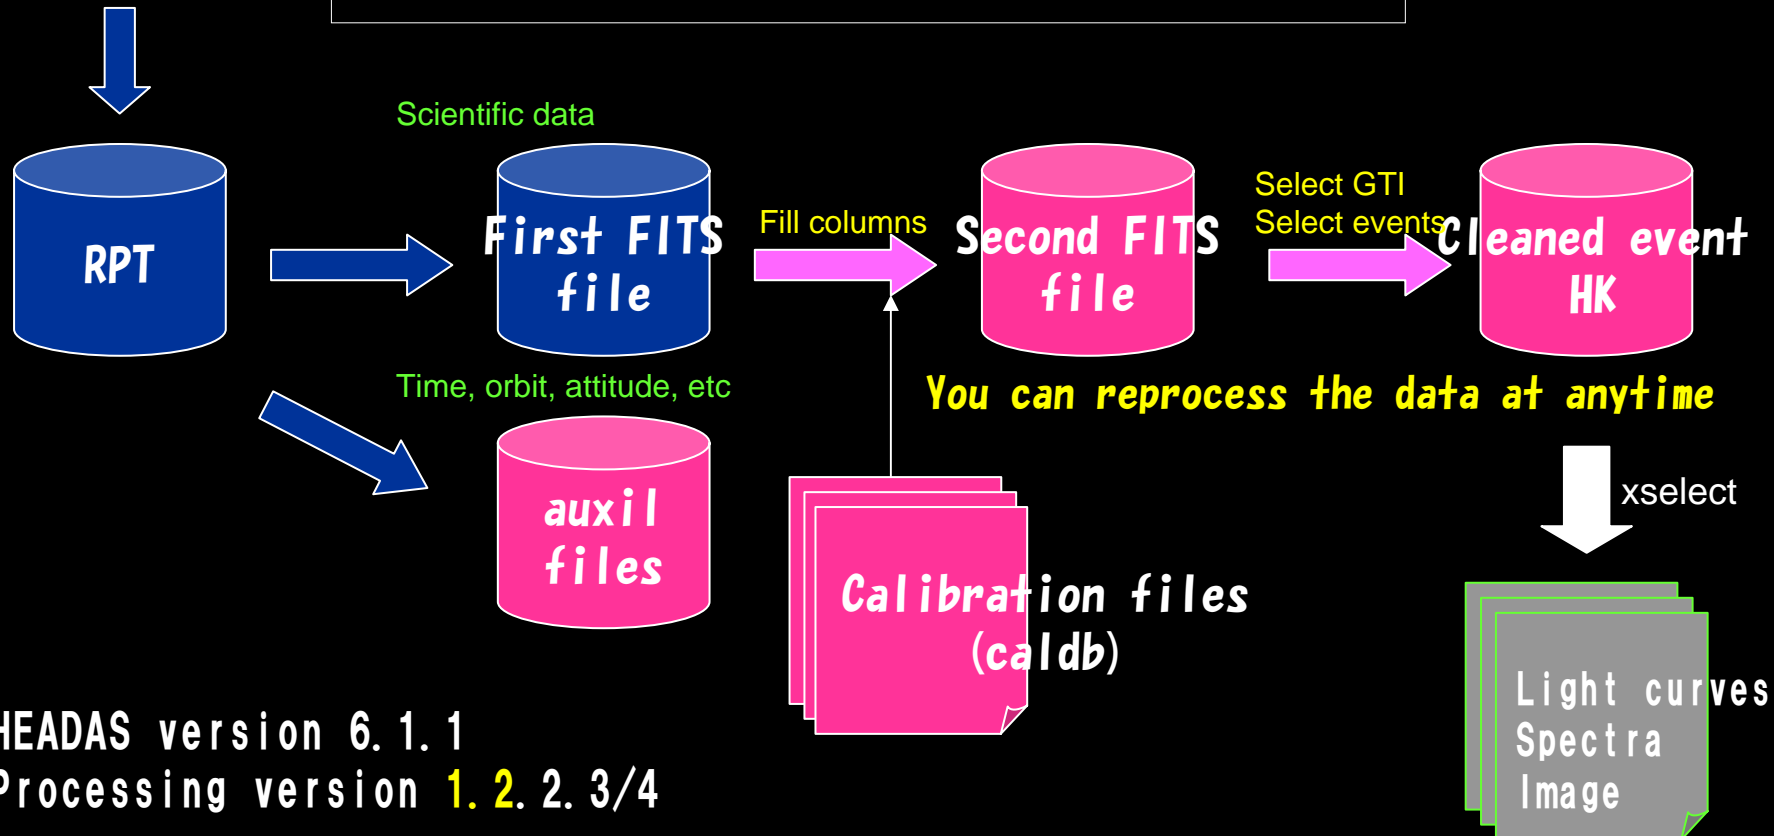 Scientific data
RPT
First FITS
file
Fill columns
Second FITS
file
Select GTI
Select events
Cleaned event
HK
Time, orbit, attitude, etc
You can reprocess the data at anytime
auxil
files
xselect
Calibration files
(caldb)
Light curves
Spectra
Image
HEADAS version 6.1.1
Processing version 1.2.2.3/4